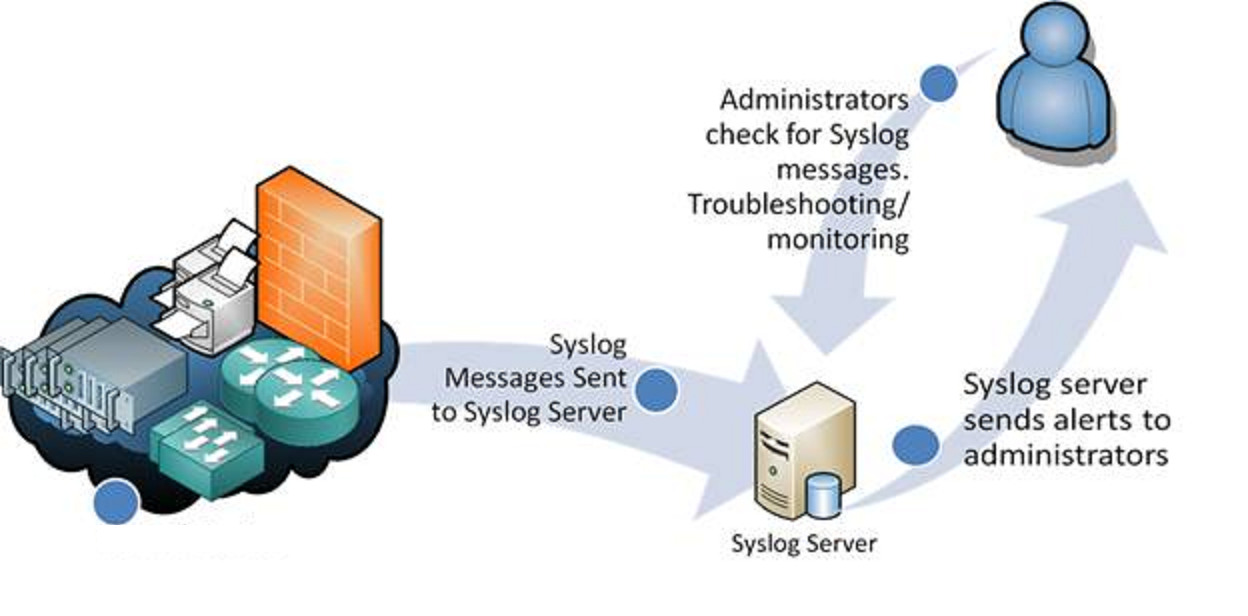 Administrators
check for Syslog
messages.
Troubleshooting/
monitoring
Syslog
Messages Sent
to Syslog Server
Syslog server
sends alerts to
administrators
Syslog Server